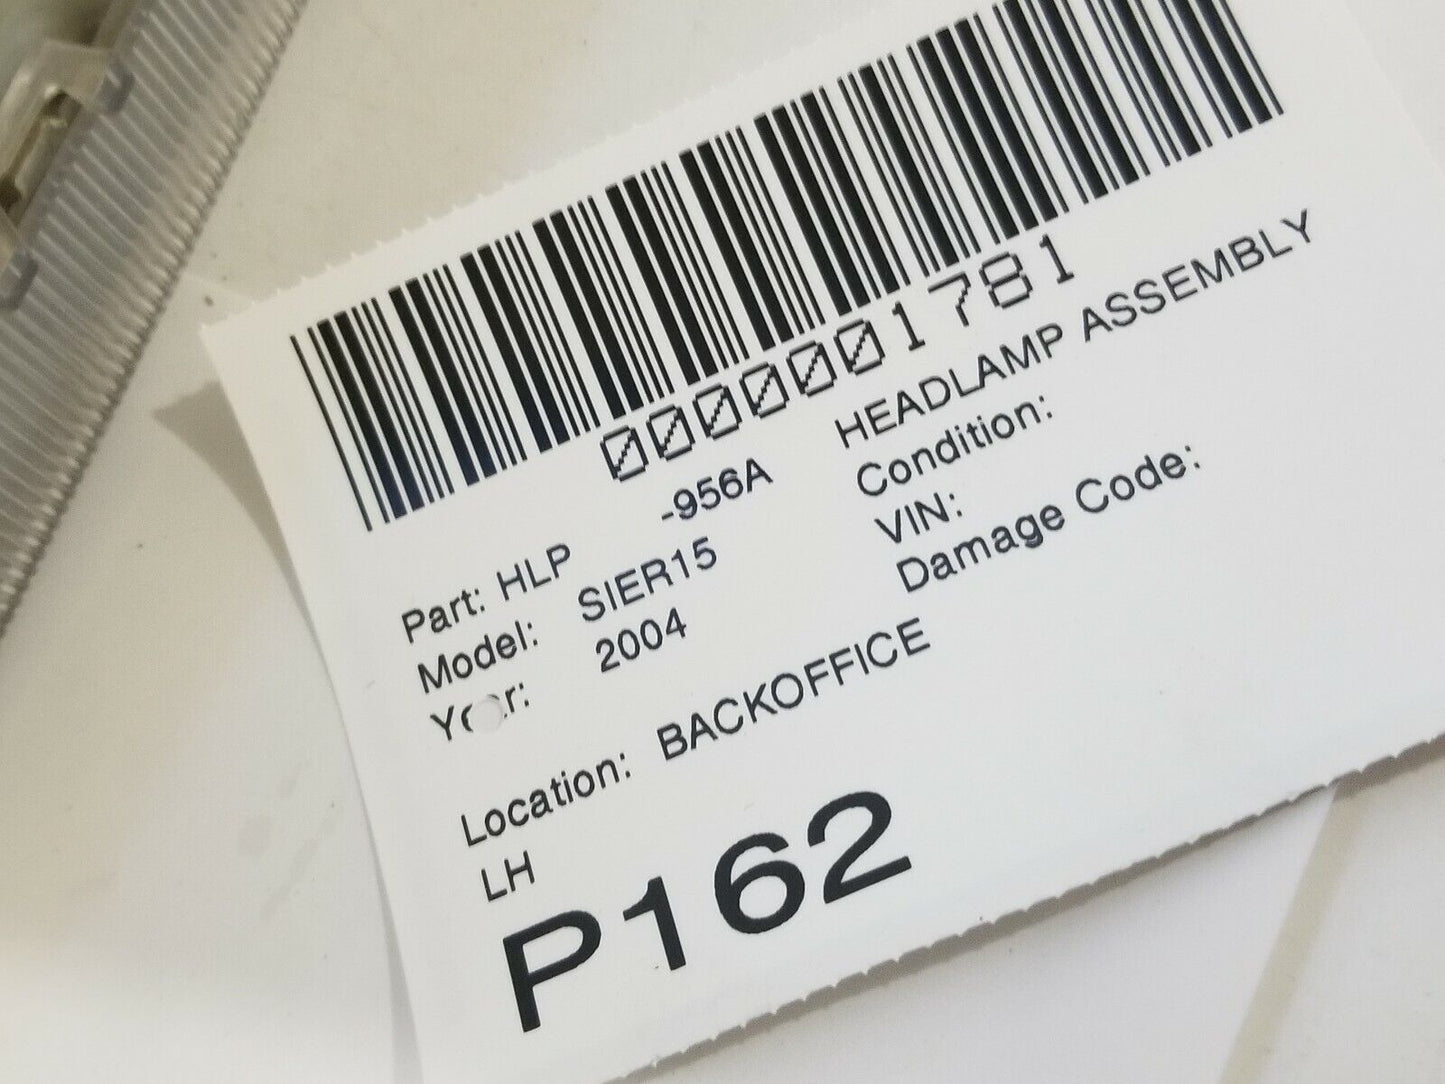 0000001781
Part: HLP -956A HEADLAMP ASSEMBLY
Model: SIER15 Condition:
Year: 2004 VIN:
Damage Code:
Location: BACKOFFICE
LH
P162